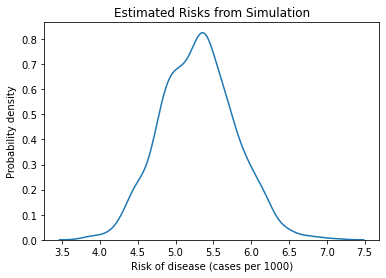 Estimated Risks from Simulation
Probability density
0.8
0.7
0.6
0.5
0.4
0.3
0.2
0.1
0.0
3.5 4.0 4.5 5.0 5.5 6.0 6.5 7.0 7.5
Risk of disease (cases per 1000)